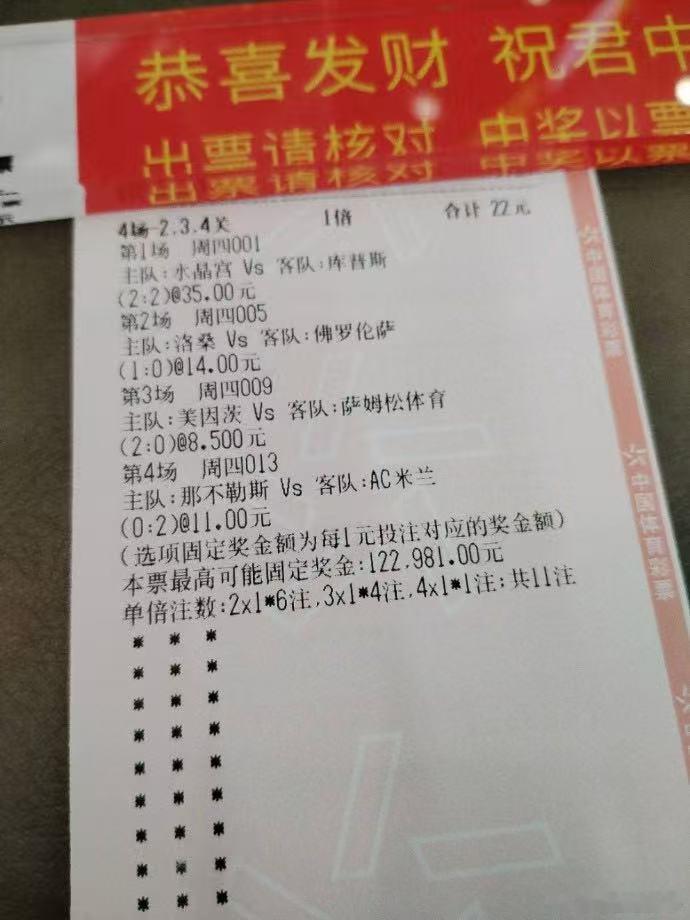 恭喜发财 祝君中
出票请核对 中奖以票
4场-2.3.4关 1倍 合计 22元
第1场 周四001
主队:水晶宫 Vs 客队:库普斯
(2:2)@35.00元
第2场 周四005
主队:洛桑 Vs 客队:佛罗伦萨
(1:0)@14.00元
第3场 周四009
主队:美因茨 Vs 客队:萨姆松体育
(2:0)@8.500元
第4场 周四013
主队:那不勒斯 Vs 客队:AC米兰
(0:2)@11.00元
(选项固定奖金额为每1元投注对应的奖金额)
本票最高可能固定奖金:122,981.00元
单倍注数:2x1*6注,3x1*4注,4x1*1注;共11注
* * *
* * *
* * *
* * *
* * *
* * *
* * *
* * *
* * *
中国体育彩票
中国体育彩票